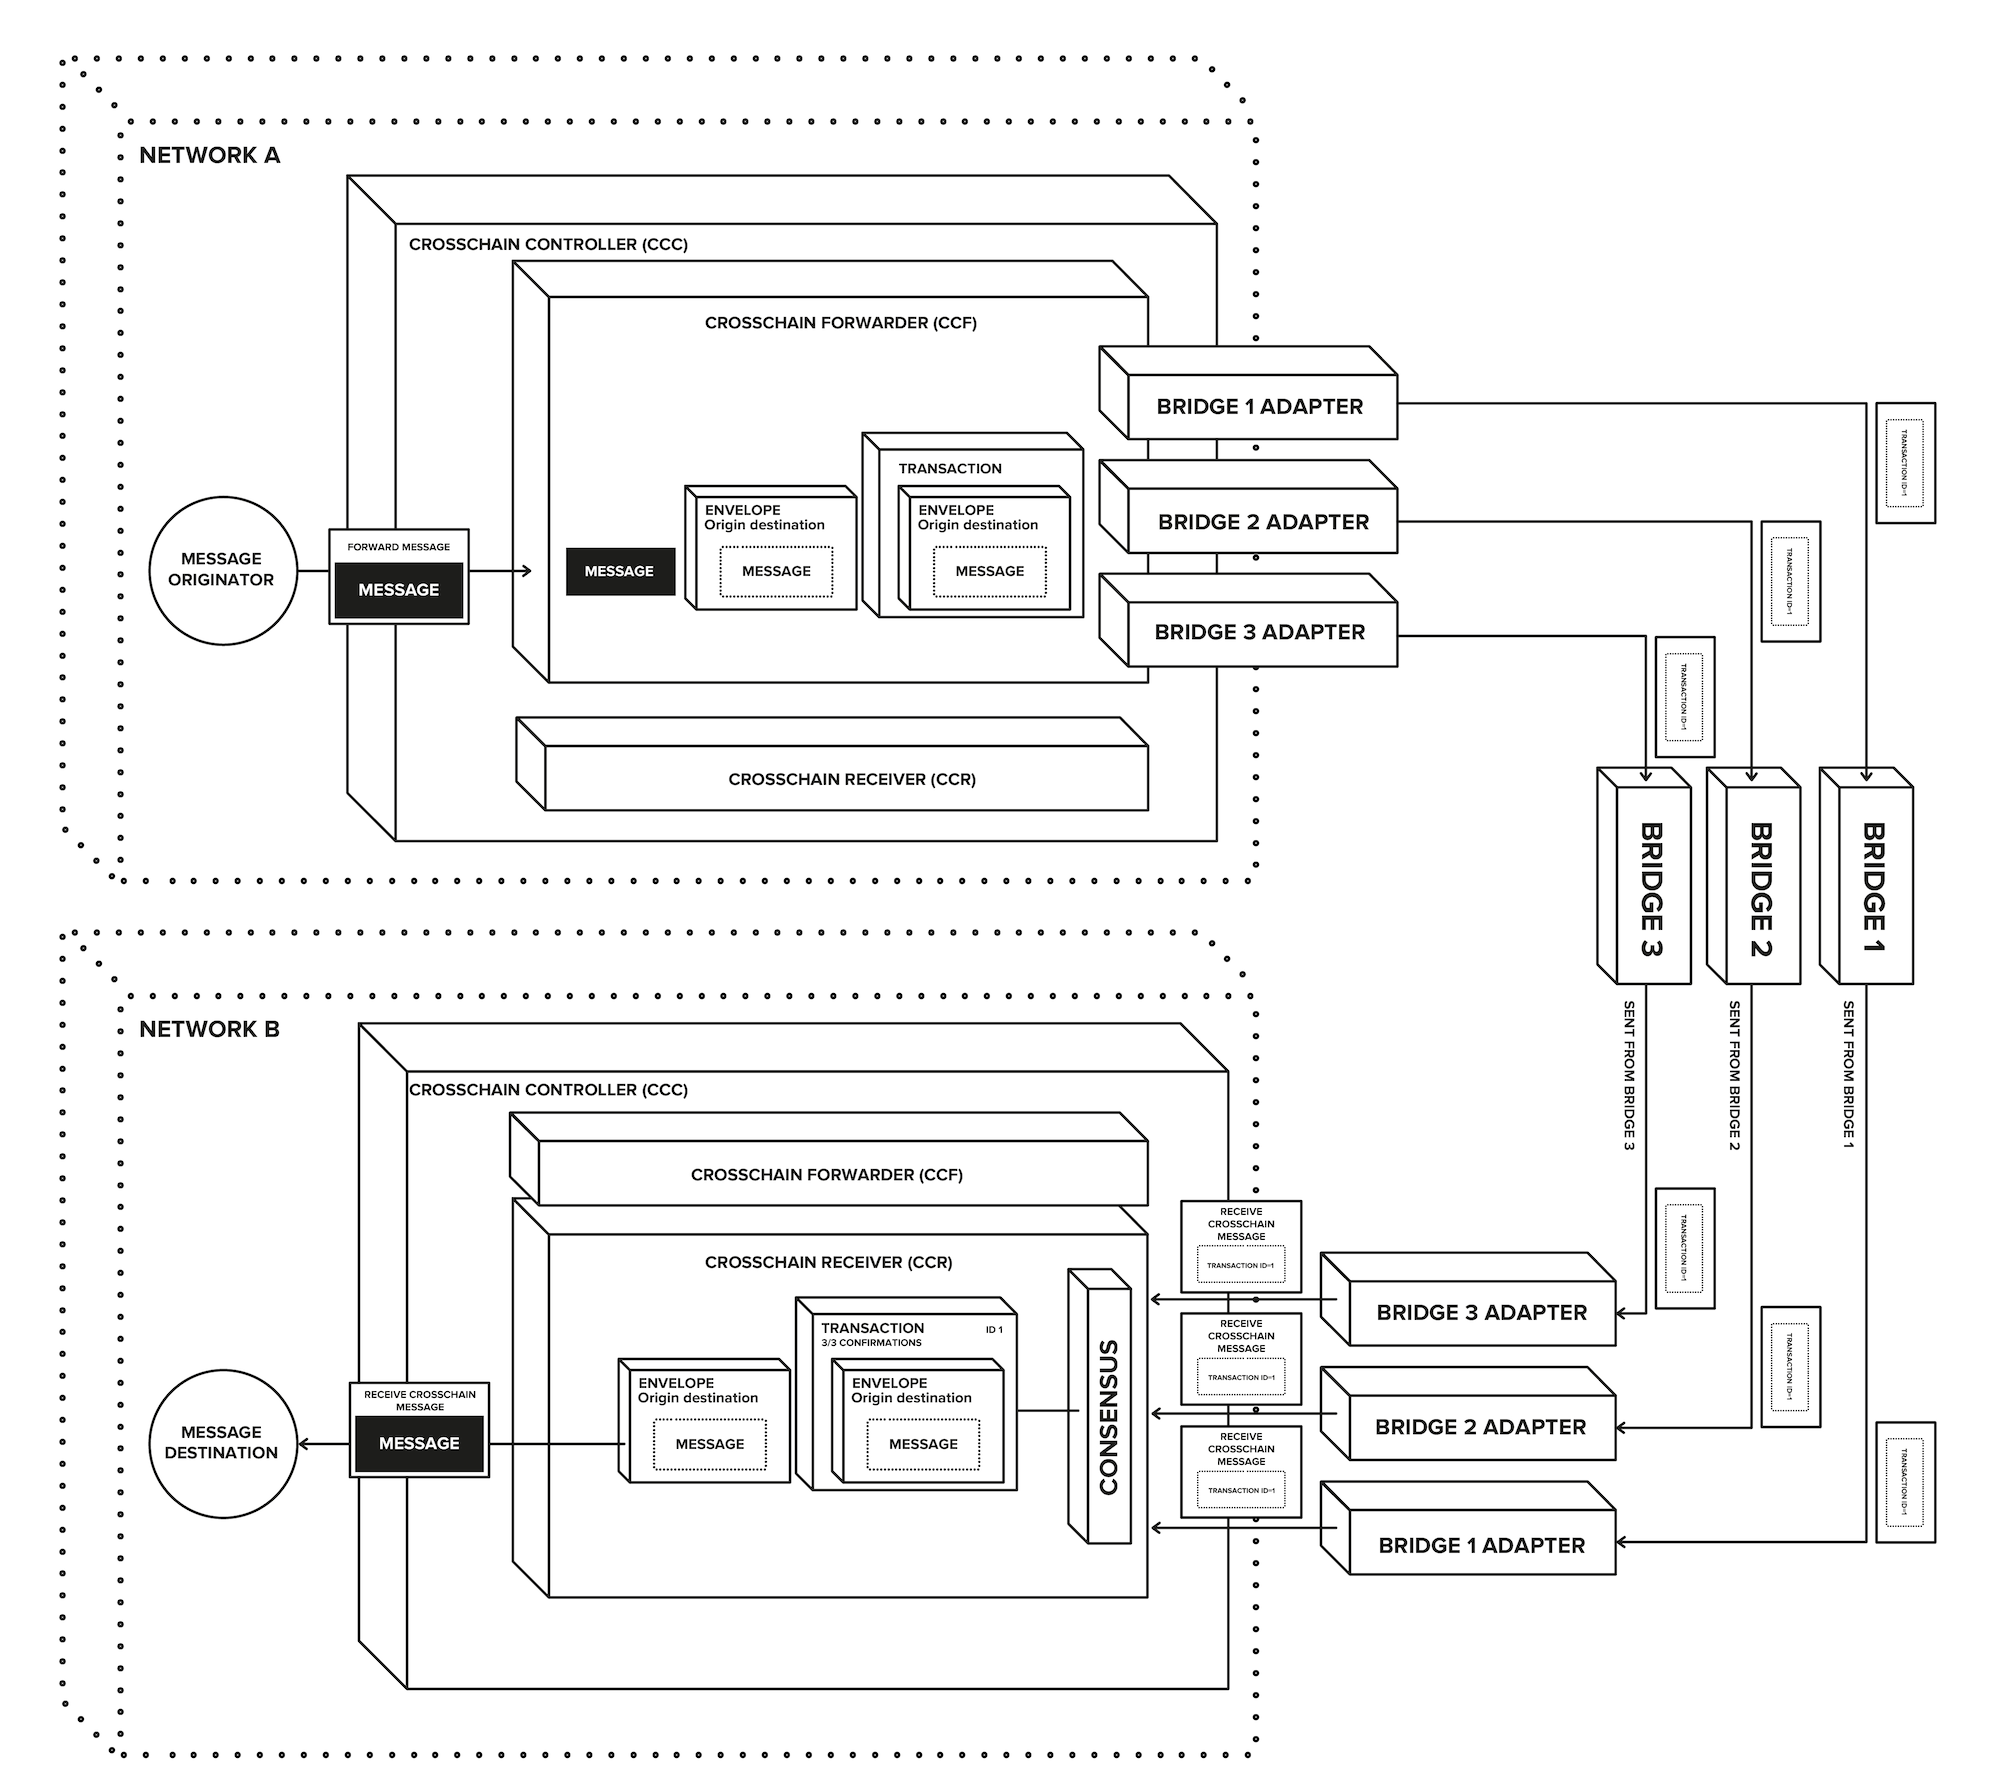 NETWORK A
CROSSCHAIN CONTROLLER (CCC)
CROSSCHAIN FORWARDER (CCF)
BRIDGE 1 ADAPTER
TRANSACTION ID=1
TRANSACTION
BRIDGE 2 ADAPTER
TRANSACTION ID=1
ENVELOPE
Origin destination
MESSAGE
ENVELOPE
Origin destination
MESSAGE
FORWARD MESSAGE
MESSAGE
MESSAGE
ORIGINATOR
MESSAGE
BRIDGE 3 ADAPTER
TRANSACTION ID=1
CROSSCHAIN RECEIVER (CCR)
BRIDGE 3
BRIDGE 2
BRIDGE 1
SENT FROM BRIDGE 3
SENT FROM BRIDGE 2
SENT FROM BRIDGE 1
NETWORK B
CROSSCHAIN CONTROLLER (CCC)
CROSSCHAIN FORWARDER (CCF)
CROSSCHAIN RECEIVER (CCR)
RECEIVE
CROSSCHAIN
MESSAGE
TRANSACTION ID=1
BRIDGE 3 ADAPTER
TRANSACTION ID=1
TRANSACTION
ID 1
3/3 CONFIRMATIONS
ENVELOPE
Origin destination
MESSAGE
ENVELOPE
Origin destination
MESSAGE
CONSENSUS
RECEIVE
CROSSCHAIN
MESSAGE
TRANSACTION ID=1
BRIDGE 2 ADAPTER
TRANSACTION ID=1
RECEIVE CROSSCHAIN
MESSAGE
MESSAGE
MESSAGE
DESTINATION
RECEIVE
CROSSCHAIN
MESSAGE
TRANSACTION ID=1
BRIDGE 1 ADAPTER
TRANSACTION ID=1